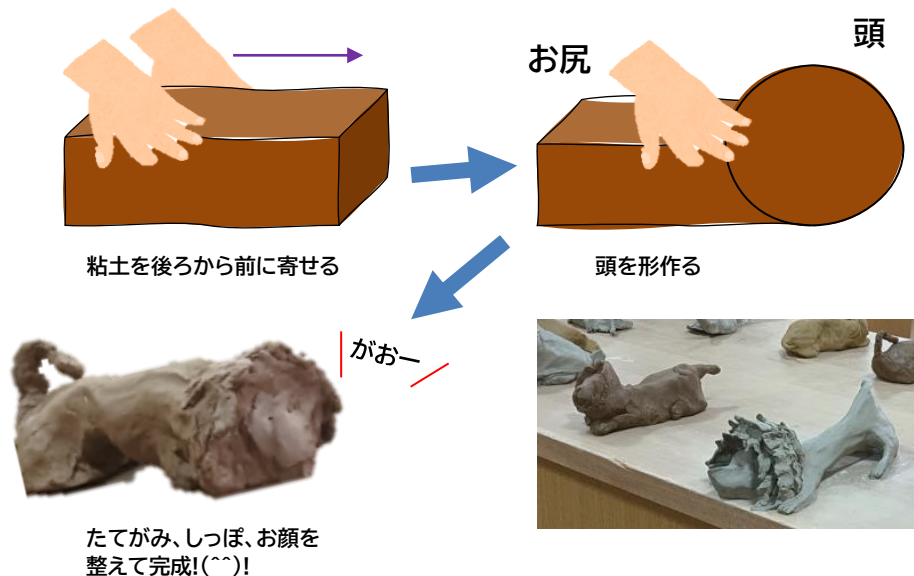 お尻
頭
粘土を後ろから前に寄せる
頭を形作る
がおー
たてがみ、しっぽ、お顔を
整えて完成!(^^)!